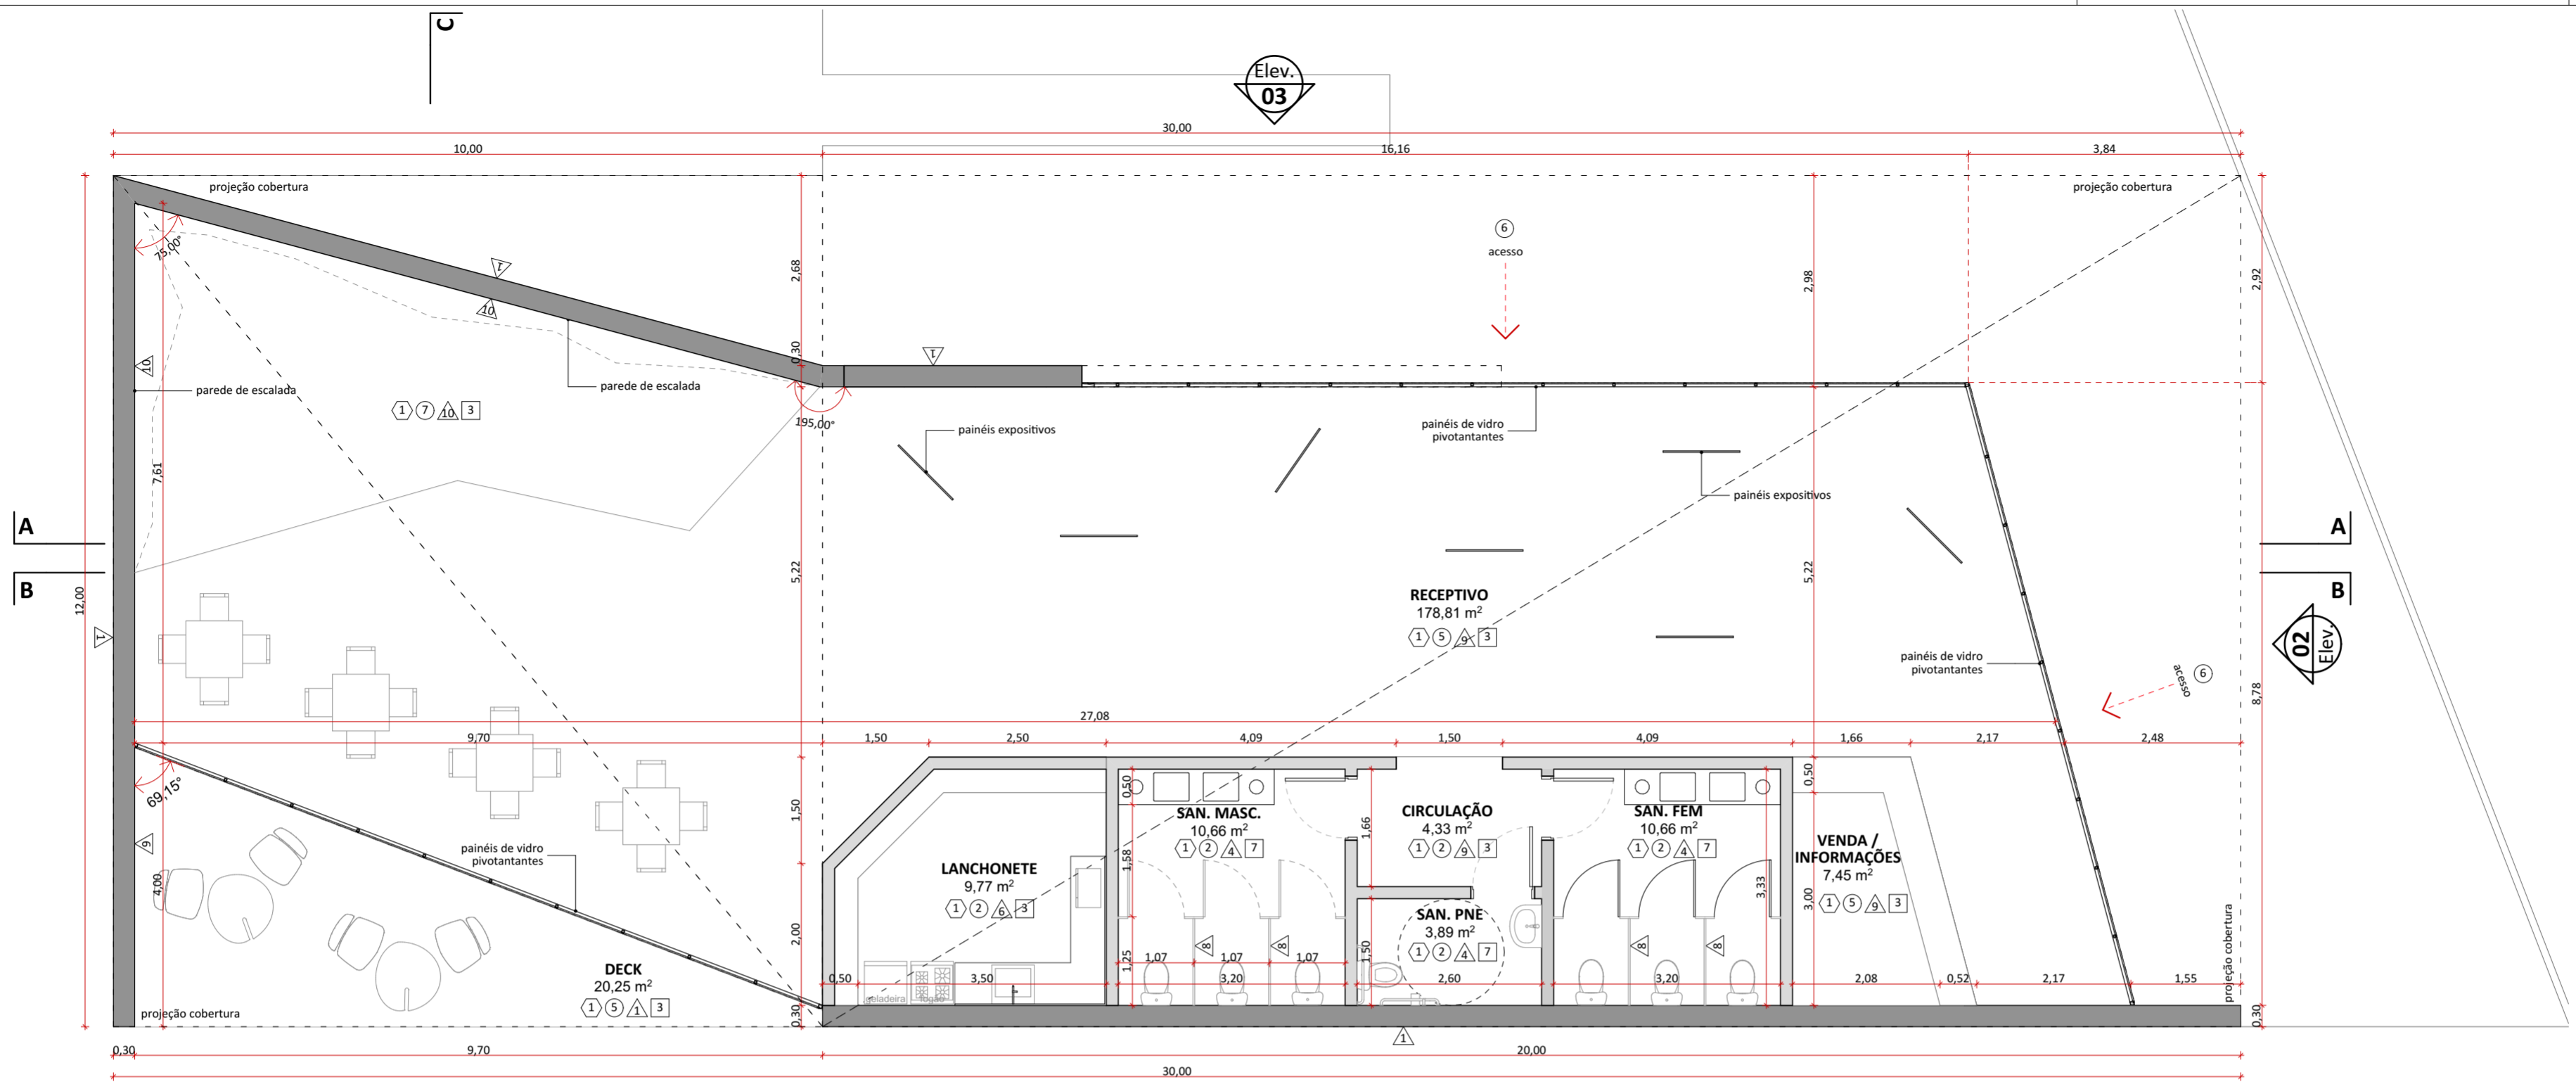 C
Elev.
03
30,00
10,00
16,16
3,84
projeção cobertura
projeção cobertura
75,00°
2,68
2,98
2,92
6
acesso
1
10
0,30
1
10
parede de escalada
parede de escalada
1 7 10 3
195,00°
painéis expositivos
painéis de vidro
pivotantes
7,61
painéis expositivos
A
A
B
B
12,00
5,22
5,22
RECEPTIVO
178,81 m²
1 5 9 3
1
02
Elev.
painéis de vidro
pivotantes
acesso
6
8,78
27,08
9,70
1,50
2,50
4,09
1,50
4,09
1,66
2,17
2,48
69,15°
0,50
0,50
1,50
SAN. MASC.
10,66 m²
1 2 4 7
CIRCULAÇÃO
4,33 m²
1 2 9 3
1,66
SAN. FEM
10,66 m²
1 2 4 7
VENDA /
INFORMAÇÕES
7,45 m²
1 5 9 3
9
painéis de vidro
pivotantes
LANCHONETE
9,77 m²
1 2 6 3
1,58
4,00
3,33
3,00
SAN. PNE
3,89 m²
1 2 4 7
2,00
8
8
8
8
1,25
1,07
1,07
1,07
1,50
DECK
20,25 m²
1 5 1 3
0,50
3,50
3,20
2,60
3,20
2,08
0,52
2,17
1,55
geladeira
fogão
projeção cobertura
projeção cobertura
0,30
0,30
1
0,30
9,70
20,00
30,00